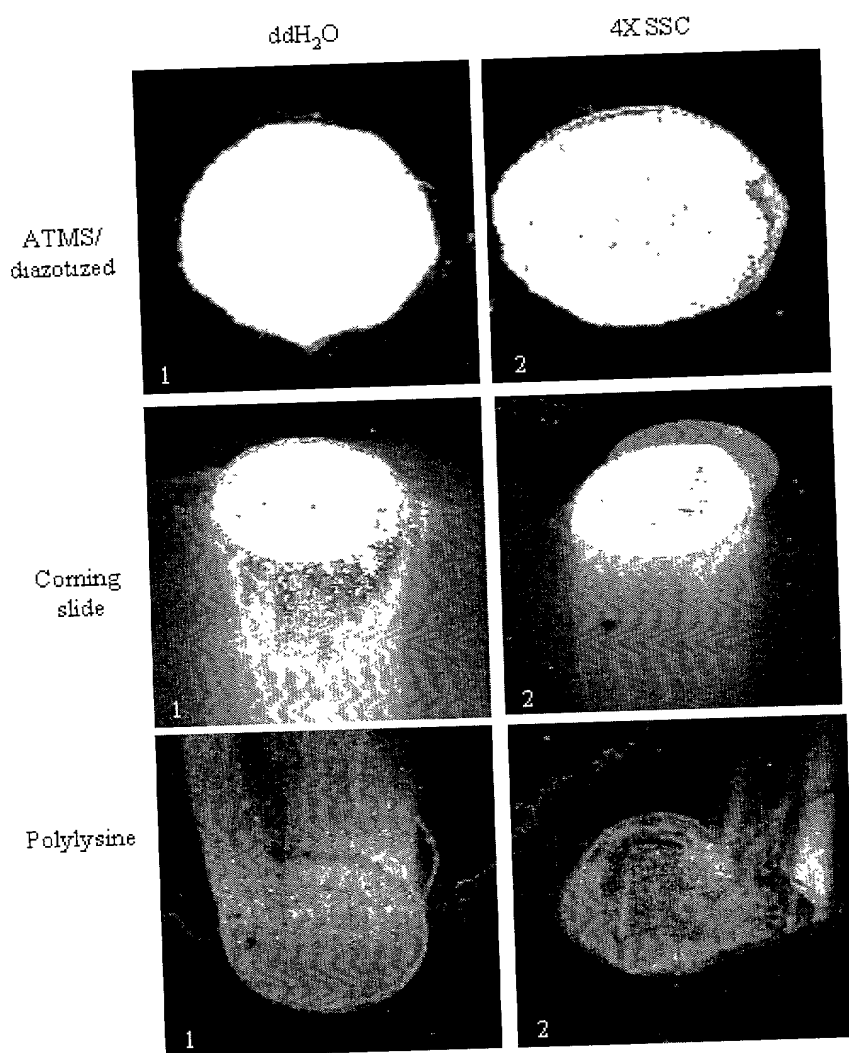 ddH₂O
4X SSC
ATMS/
diazotized
1
2
Corning
slide
1
2
Polylysine
1
2